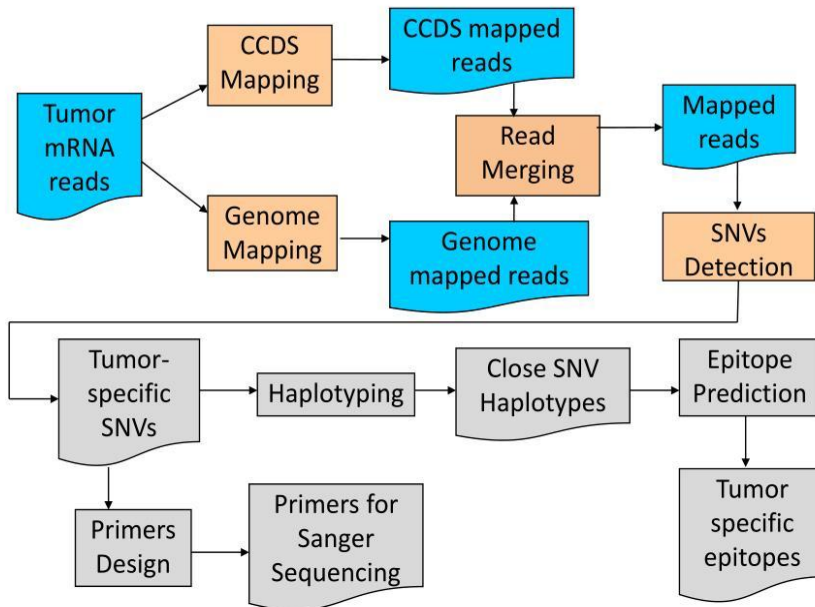 CCDS
Mapping
CCDS mapped
reads
Tumor
mRNA
reads
Mapped
reads
Read
Merging
Genome
Mapping
Genome
mapped reads
SNVs
Detection
Tumor-
specific
SNVs
Haplotyping
Close SNV
Haplotypes
Epitope
Prediction
Primers
Design
Primers for
Sanger
Sequencing
Tumor
specific
epitopes